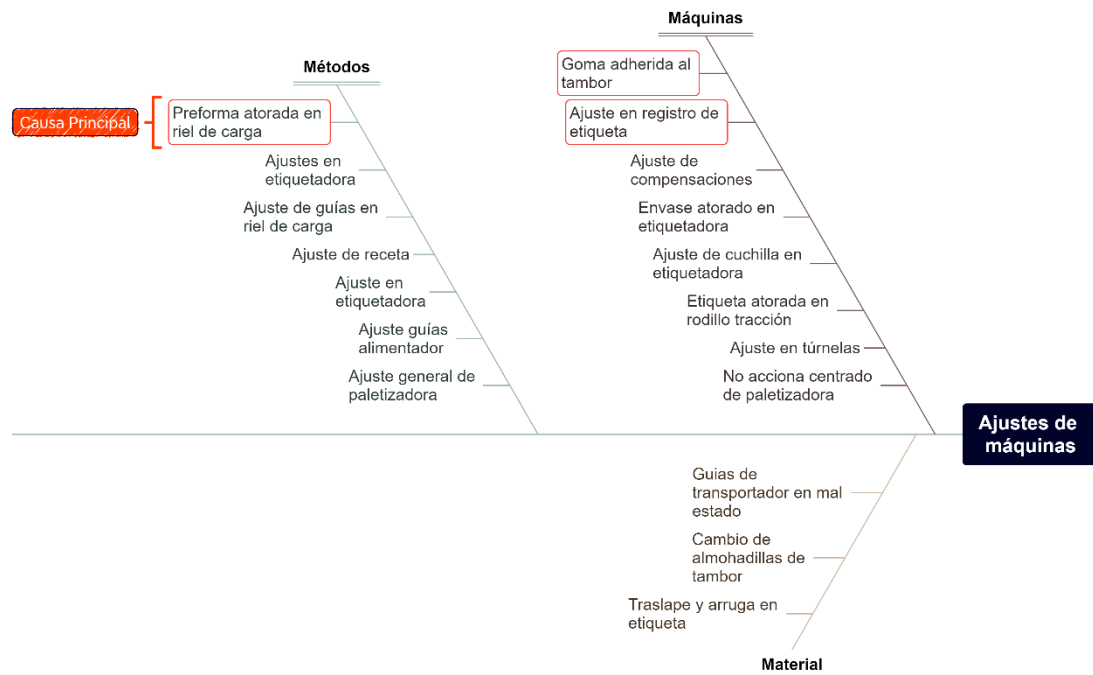 Máquinas
Goma adherida al
tambor
Ajuste en registro de
etiqueta
Ajuste de
compensaciones
Envase atorado en
etiquetadora
Ajuste de cuchilla en
etiquetadora
Etiqueta atorada en
rodillo tracción
Ajuste en túrnelas
No acciona centrado
de paletizadora
Métodos
Causa Principal
Preforma atorada en
riel de carga
Ajustes en
etiquetadora
Ajuste de guías en
riel de carga
Ajuste de receta
Ajuste en
etiquetadora
Ajuste guías
alimentador
Ajuste general de
paletizadora
Ajustes de
máquinas
Guias de
transportador en mal
estado
Cambio de
almohadillas de
tambor
Traslape y arruga en
etiqueta
Material